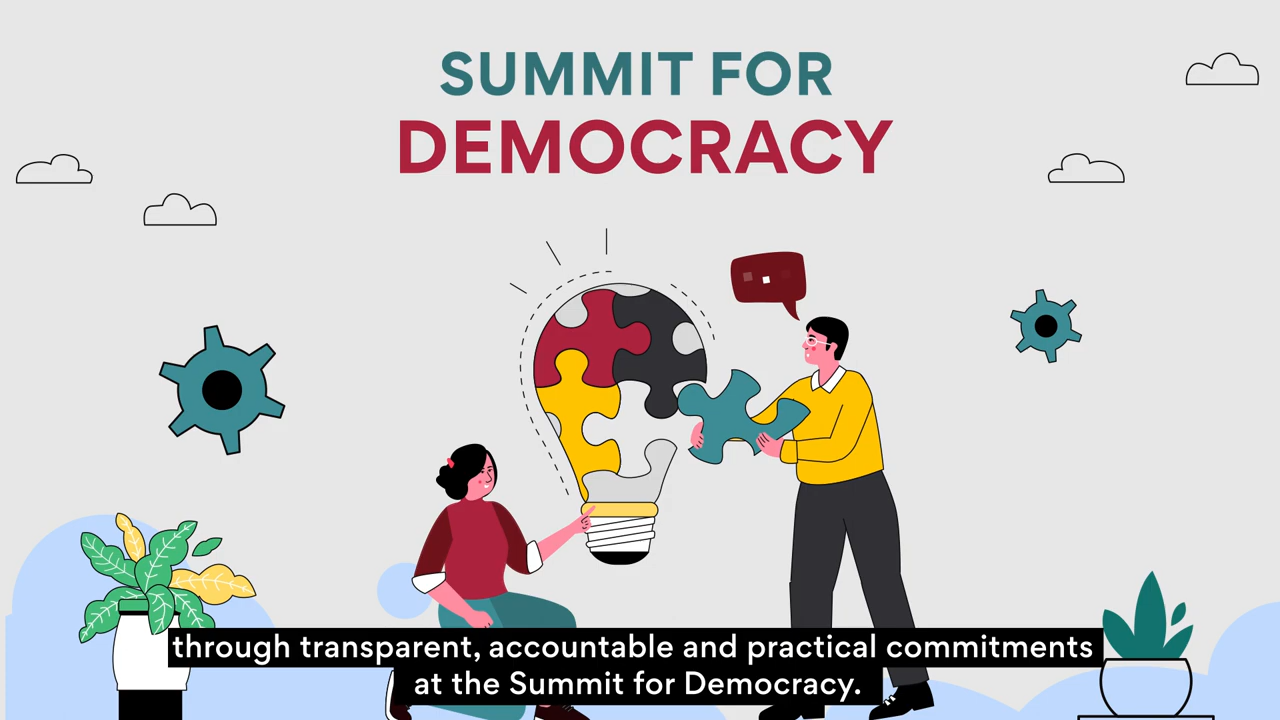 SUMMIT FOR
DEMOCRACY
through transparent, accountable and practical commitments
at the Summit for Democracy.